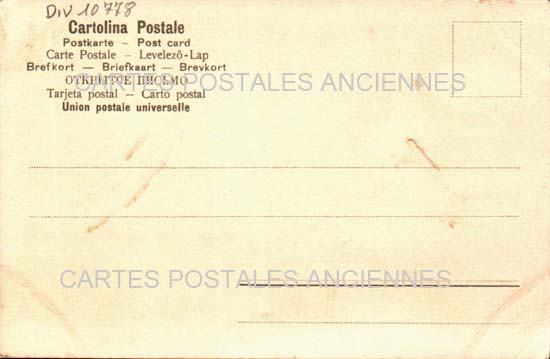 Div 10778
Cartolina Postale
Postkarte – Post card
Carte Postale – Levelezö-Lap
Brefkort — Briefkaart — Brevkort
ОТКРЫТОЕ ПИСЬМО
CARTES POSTALES ANCIENNES
Tarjeta postal — Carto postal
Union postale universelle
CARTES POSTALES ANCIENNES